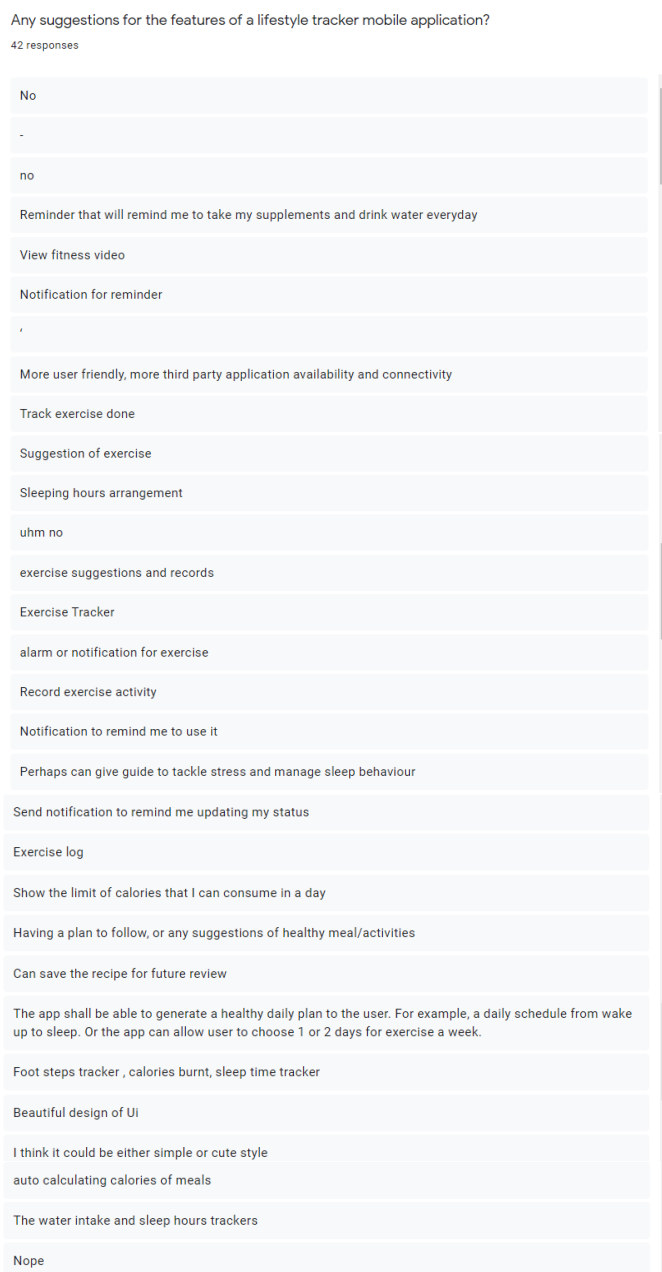 Any suggestions for the features of a lifestyle tracker mobile application?
42 responses
No
-
no
Reminder that will remind me to take my supplements and drink water everyday
View fitness video
Notification for reminder
‘
More user friendly, more third party application availability and connectivity
Track exercise done
Suggestion of exercise
Sleeping hours arrangement
uhm no
exercise suggestions and records
Exercise Tracker
alarm or notification for exercise
Record exercise activity
Notification to remind me to use it
Perhaps can give guide to tackle stress and manage sleep behaviour
Send notification to remind me updating my status
Exercise log
Show the limit of calories that I can consume in a day
Having a plan to follow, or any suggestions of healthy meal/activities
Can save the recipe for future review
The app shall be able to generate a healthy daily plan to the user. For example, a daily schedule from wake
up to sleep. Or the app can allow user to choose 1 or 2 days for exercise a week.
Foot steps tracker , calories burnt, sleep time tracker
Beautiful design of Ui
I think it could be either simple or cute style
auto calculating calories of meals
The water intake and sleep hours trackers
Nope